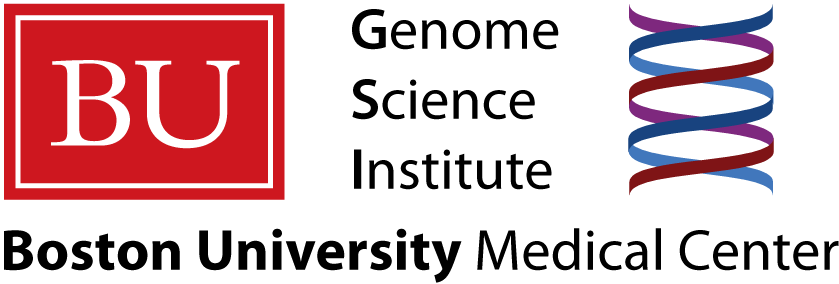 BU
Genome
Science
Institute
Boston University Medical Center